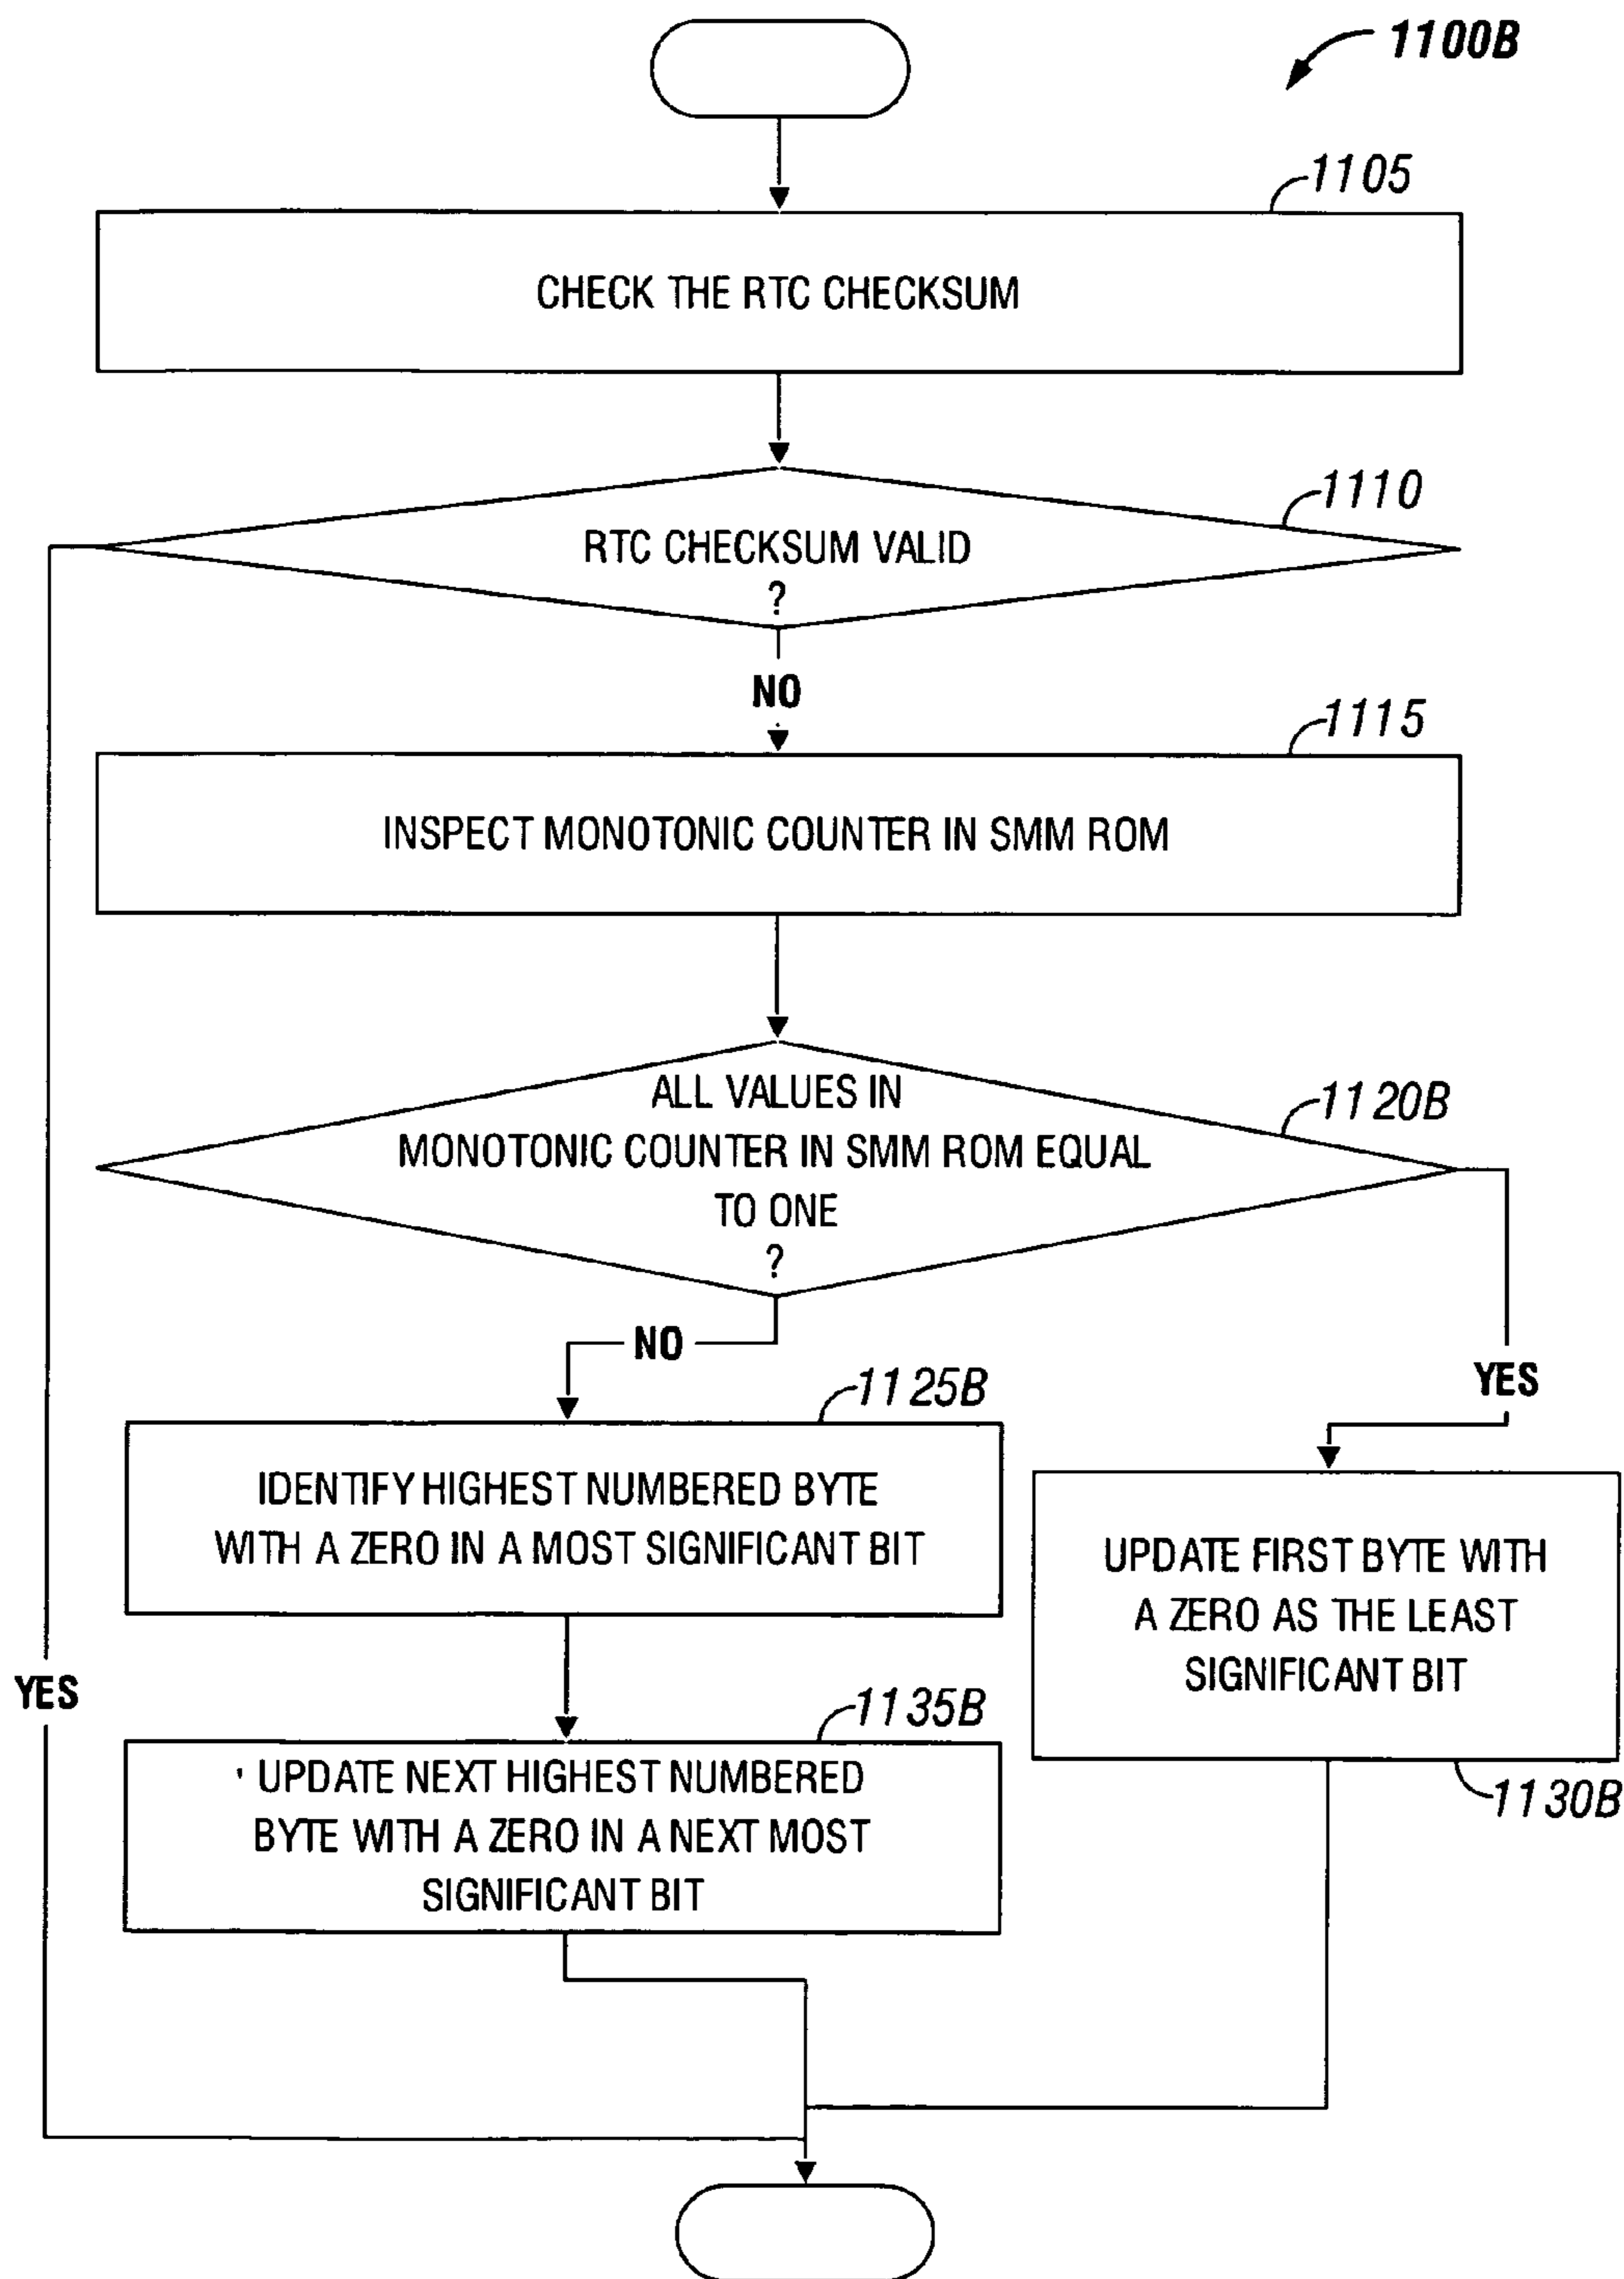 1100B
1105
CHECK THE RTC CHECKSUM
1110
RTC CHECKSUM VALID
?
NO
1115
INSPECT MONOTONIC COUNTER IN SMM ROM
1120B
ALL VALUES IN
MONOTONIC COUNTER IN SMM ROM EQUAL
TO ONE
?
NO
YES
1125B
IDENTIFY HIGHEST NUMBERED BYTE
WITH A ZERO IN A MOST SIGNIFICANT BIT
UPDATE FIRST BYTE WITH
A ZERO AS THE LEAST
SIGNIFICANT BIT
1130B
YES
1135B
UPDATE NEXT HIGHEST NUMBERED
BYTE WITH A ZERO IN A NEXT MOST
SIGNIFICANT BIT